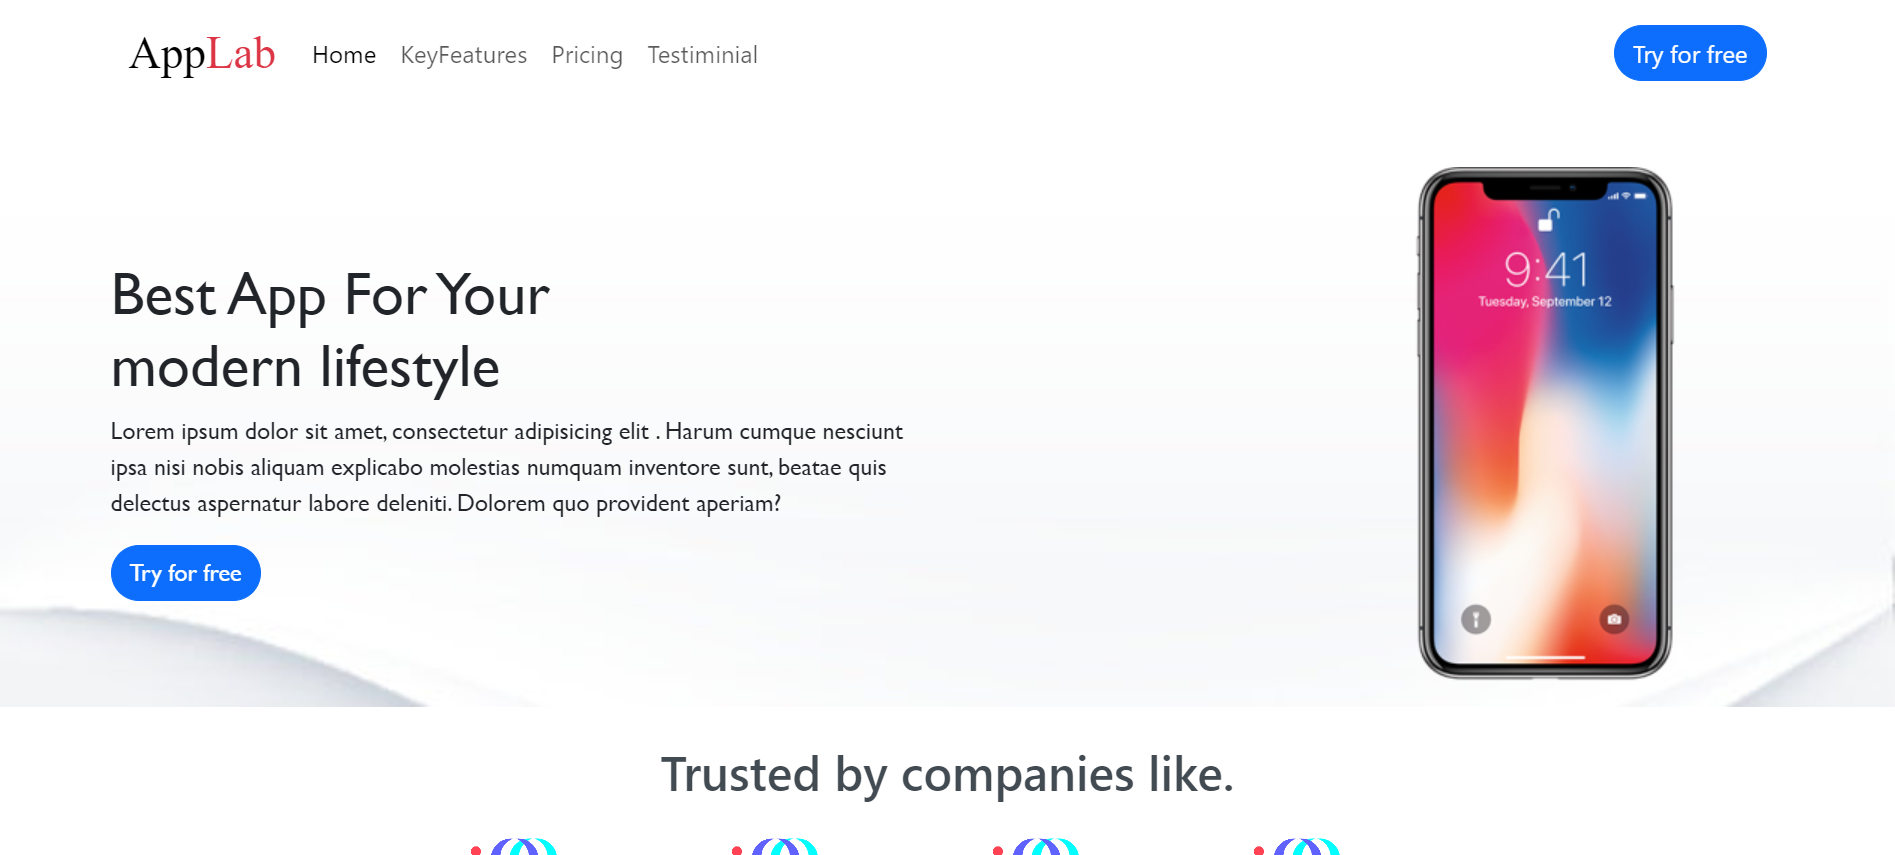 AppLab Home KeyFeatures Pricing Testiminial Try for free
9:41
Tuesday, September 12
Best App For Your
modern lifestyle
Lorem ipsum dolor sit amet, consectetur adipisicing elit . Harum cumque nesciunt
ipsa nisi nobis aliquam explicabo molestias numquam inventore sunt, beatae quis
delectus aspernatur labore deleniti. Dolorem quo provident aperiam?
Try for free
Trusted by companies like.